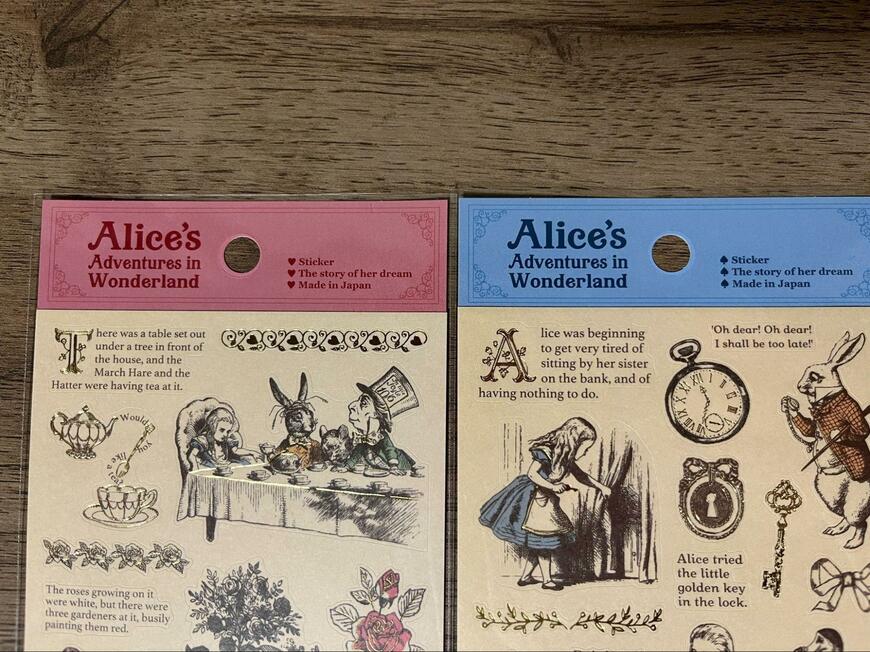 Alice's
Adventures in
Wonderland
♥ Sticker
♥ The story of her dream
♥ Made in Japan
There was a table set out
under a tree in front of
the house, and the
March Hare and the
Hatter were having tea at it.
Would
you
like a
The roses growing on it
were white, but there were
three gardeners at it, busily
painting them red.
Alice's
Adventures in
Wonderland
♠ Sticker
♠ The story of her dream
♠ Made in Japan
Alice was beginning
to get very tired of
sitting by her sister
on the bank, and of
having nothing to do.
'Oh dear! Oh dear!
I shall be too late!'
Alice tried
the little
golden key
in the lock.